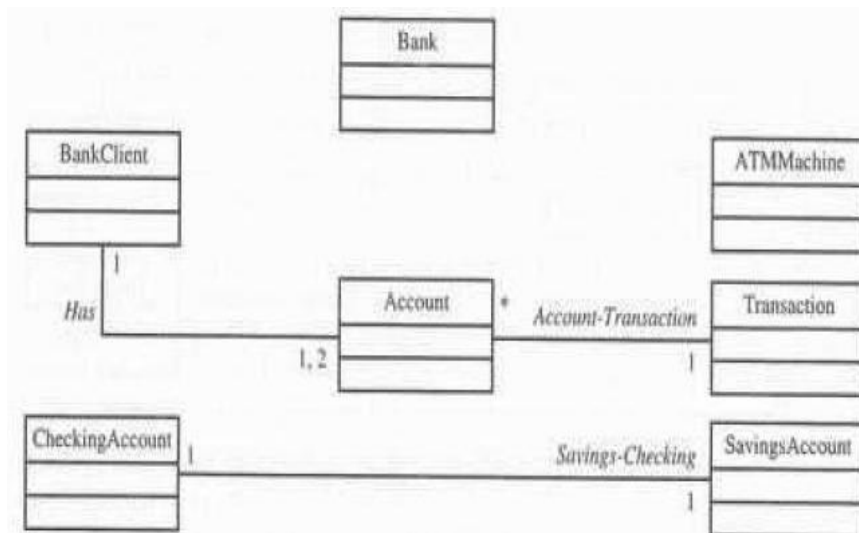 Bank
BankClient
ATMMachine
1
Has
Account
*
Account-Transaction
Transaction
1, 2
1
CheckingAccount
1
Savings-Checking
SavingsAccount
1